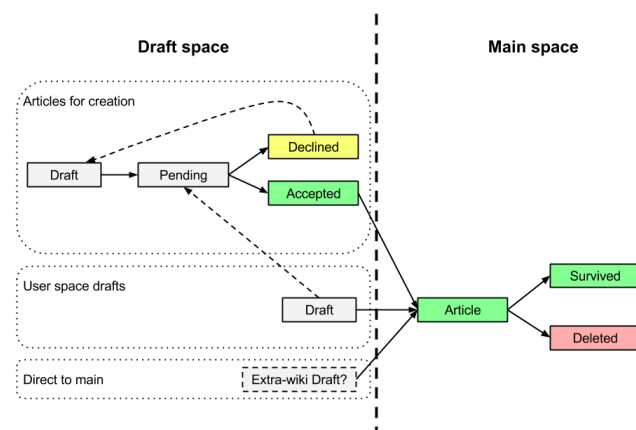 Draft space
Main space
Articles for creation
Declined
Draft
Pending
Accepted
User space drafts
Survived
Draft
Article
Deleted
Direct to main
Extra-wiki Draft?